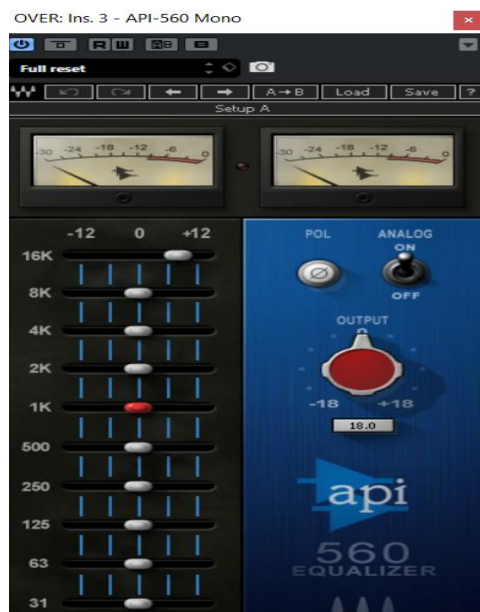 OVER: Ins. 3 - API-560 Mono
R W
Full reset
A→B Load Save ?
Setup A
-30 -24 -18 -12 -6 0
-30 -24 -18 -12 -6 0
-12 0 +12
16K
8K
4K
2K
1K
500
250
125
63
31
POL
ANALOG
ON
OFF
OUTPUT
0
-18 +18
18.0
api
560
EQUALIZER